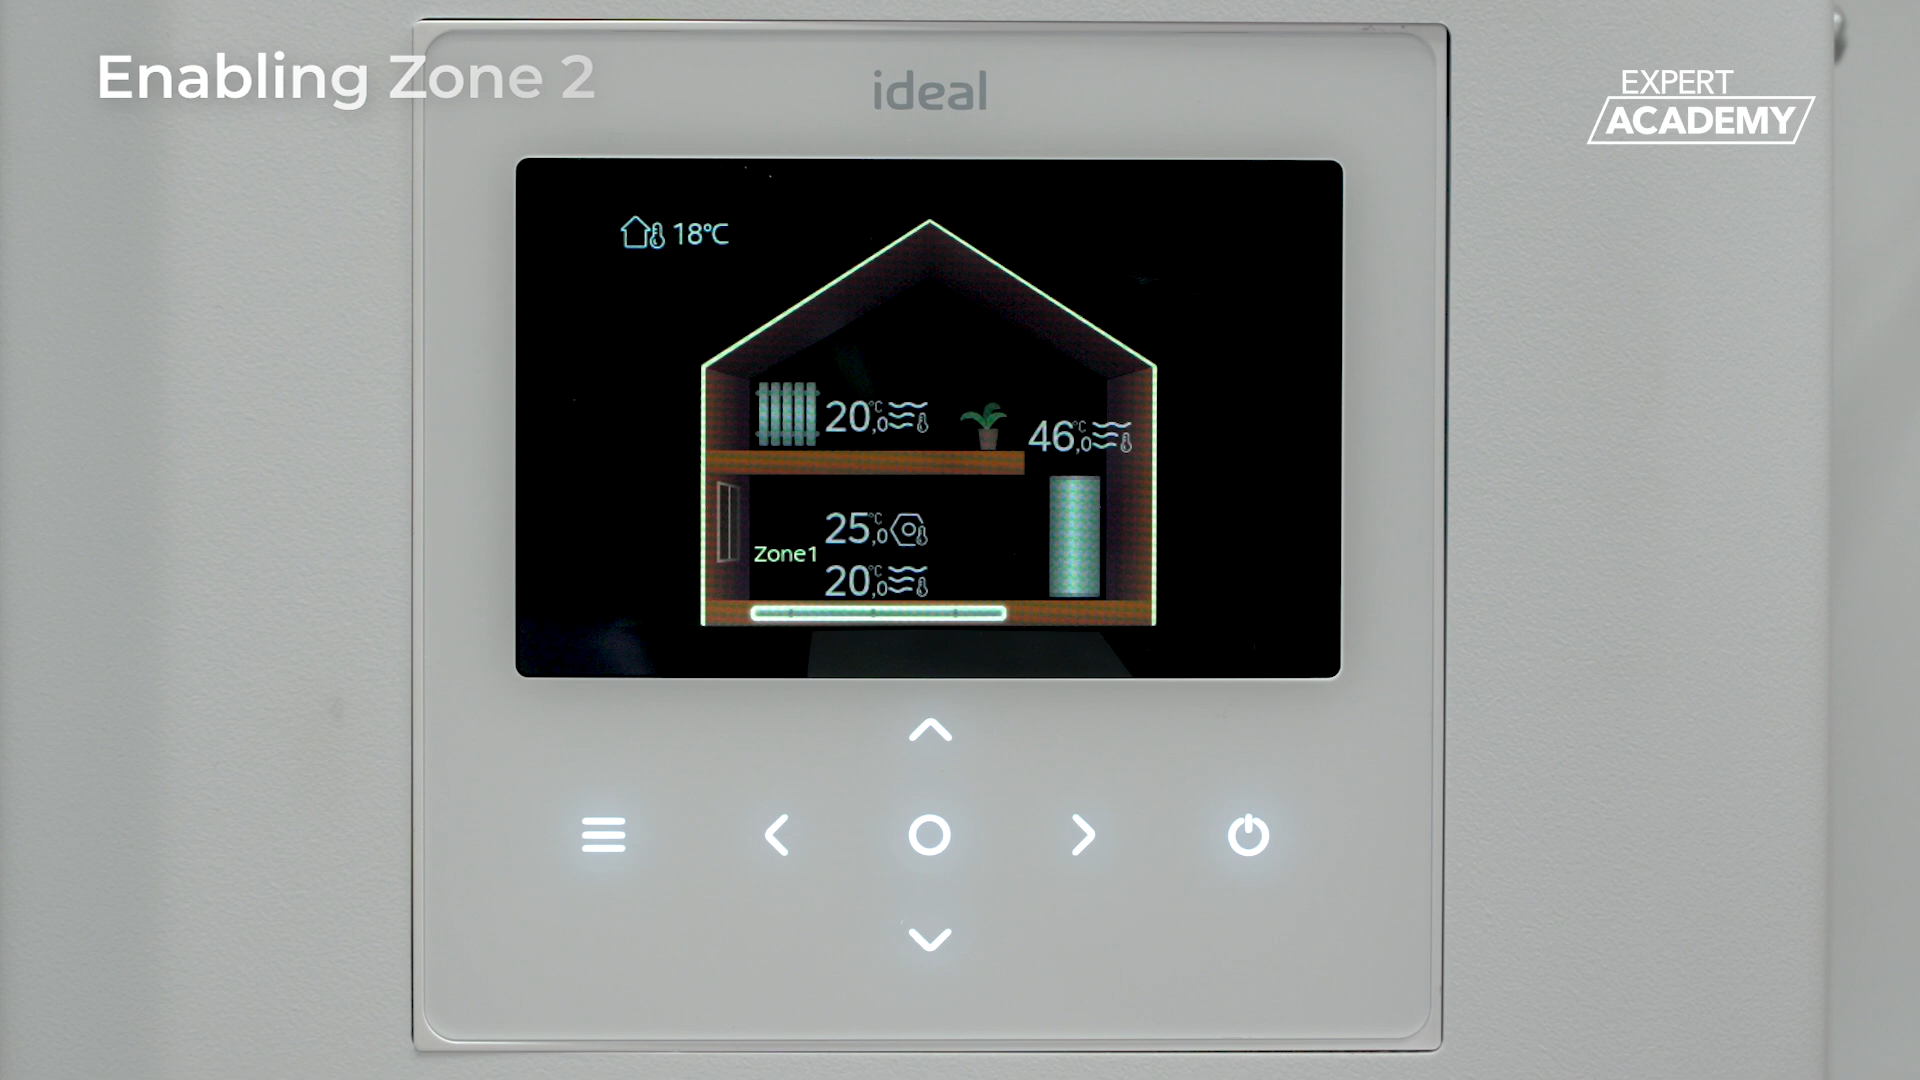 Enabling Zone 2
ideal
EXPERT
ACADEMY
18°C
20,0°C
46,0°C
25,0°C
Zone1
20,0°C